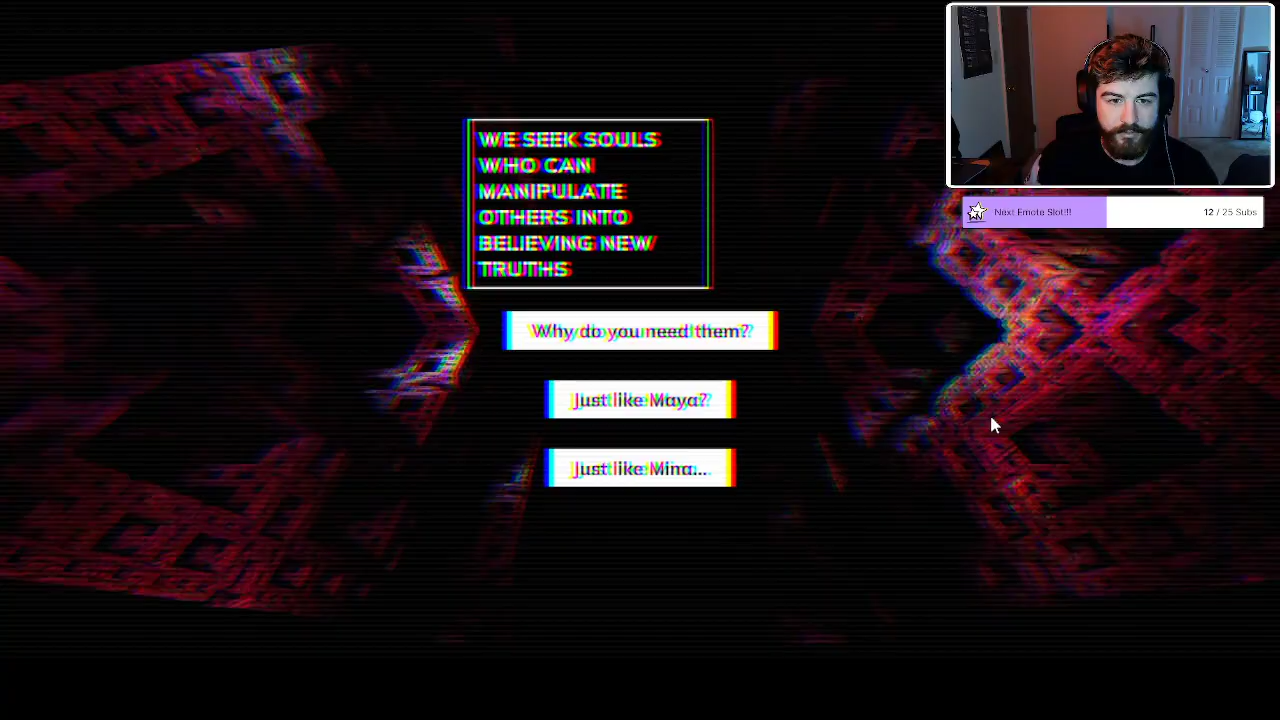 WE SEEK SOULS
WHO CAN
MANIPULATE
OTHERS INTO
BELIEVING NEW
TRUTHS
Next Emote Slot!!!
12 / 25 Subs
Why do you need them?
Just like Maya?
Just like Mina...